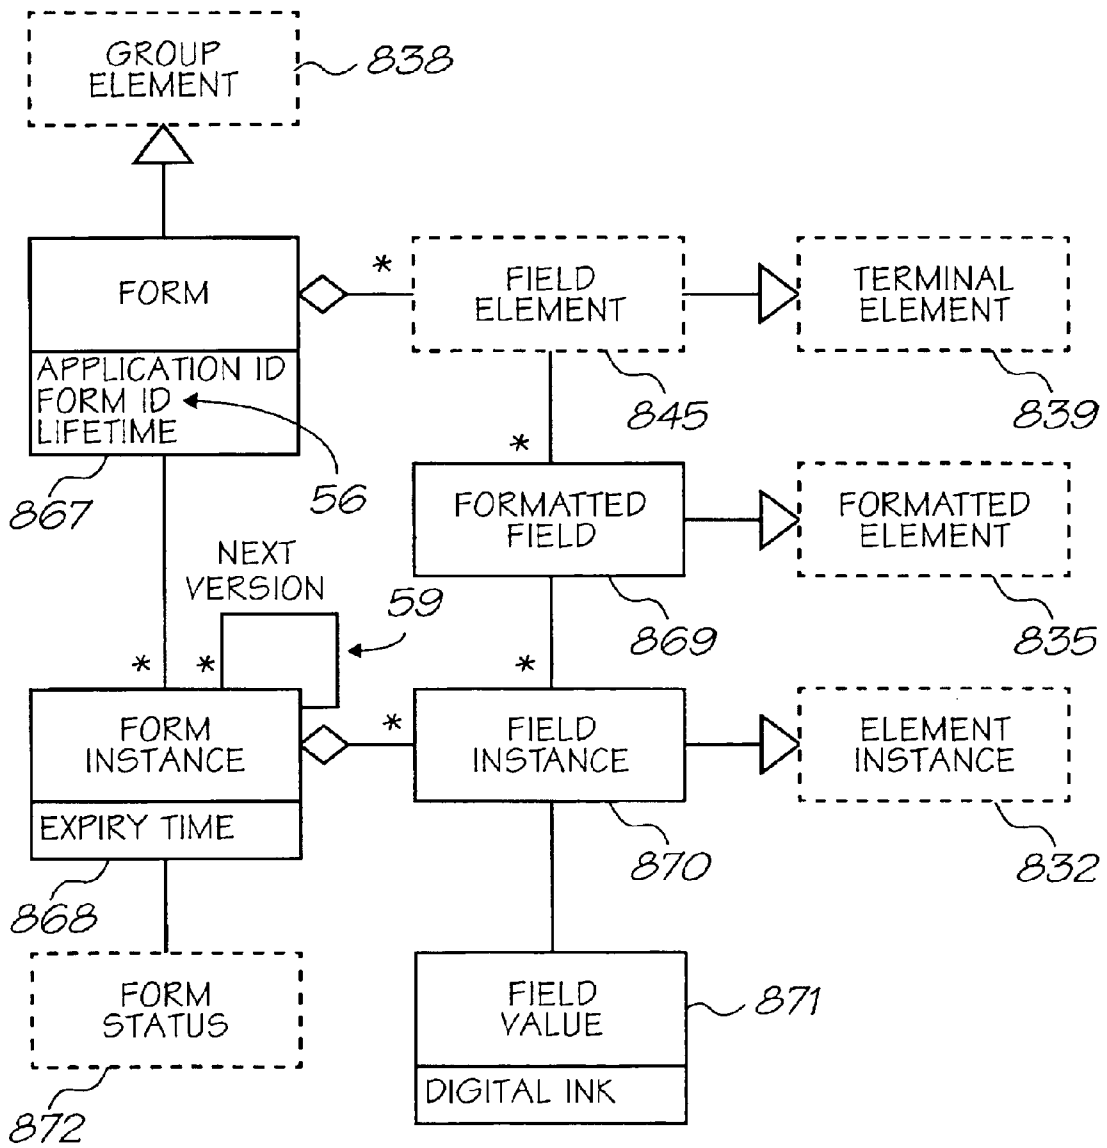 GROUP
ELEMENT
838
FORM
*
FIELD
ELEMENT
TERMINAL
ELEMENT
APPLICATION ID
FORM ID
LIFETIME
845
839
867
56
*
FORMATTED
FIELD
FORMATTED
ELEMENT
NEXT
VERSION
59
869
835
*
*
*
FORM
INSTANCE
*
FIELD
INSTANCE
ELEMENT
INSTANCE
EXPIRY TIME
870
832
868
FORM
STATUS
FIELD
VALUE
871
DIGITAL INK
872